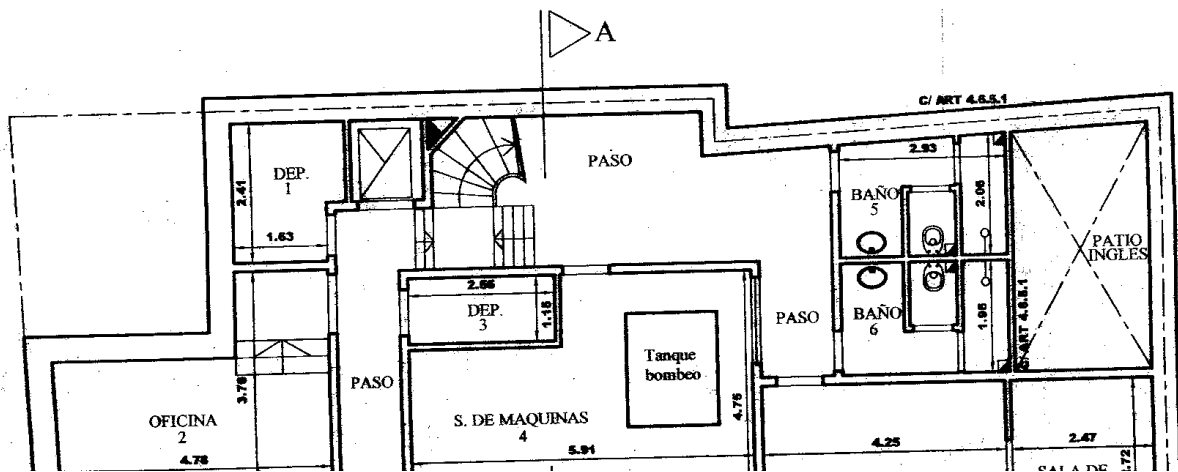 A
C/ ART 4.6.5.1
PASO
2.93
DEP.
1
2.41
1.63
BAÑO
5
2.06
PATIO
INGLES
2.55
DEP.
3
1.15
PASO
BAÑO
6
1.95
C/ ART 4.6.5.1
Tanque
bombeo
PASO
3.76
4.75
OFICINA
2
S. DE MAQUINAS
4
4.76
5.91
4.25
2.47
SALA DE